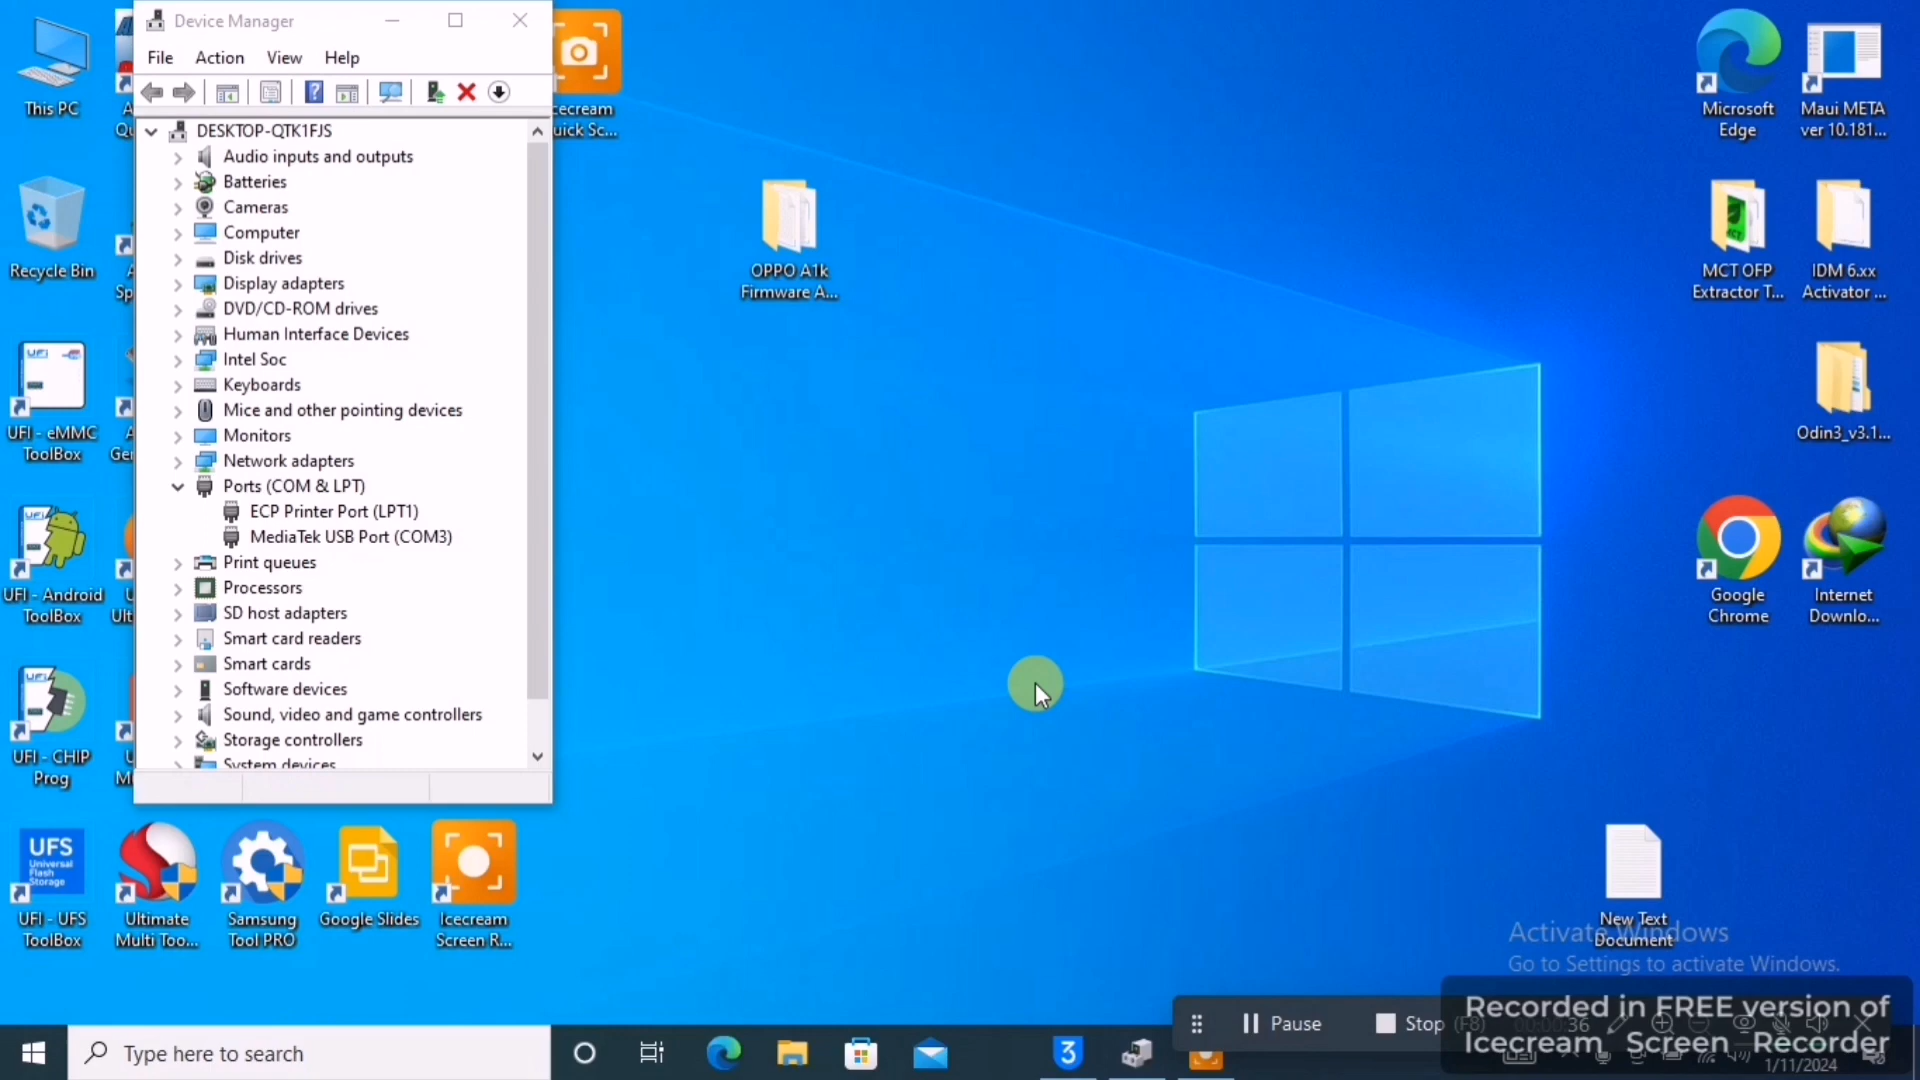 Device Manager
File Action View Help
DESKTOP-QTK1FJS
Audio inputs and outputs
Batteries
Cameras
Computer
Disk drives
Display adapters
DVD/CD-ROM drives
Human Interface Devices
Intel Soc
Keyboards
Mice and other pointing devices
Monitors
Network adapters
Ports (COM & LPT)
ECP Printer Port (LPT1)
MediaTek USB Port (COM3)
Print queues
Processors
SD host adapters
Smart card readers
Smart cards
Software devices
Sound, video and game controllers
Storage controllers
System devices
This PC
Recycle Bin
UFI - eMMC
ToolBox
UFI - Android
ToolBox
UFI - CHIP
Prog
UFS
Universal
Flash
Storage
UFI - UFS
ToolBox
Ultimate
Multi Too...
Samsung
Tool PRO
Google Slides
Icecream
Screen R...
OPPO A1k
Firmware A...
Microsoft
Edge
Maui META
ver 10.181...
MCT OFP
Extractor T...
IDM 6.xx
Activator ...
Odin3_v3.1...
Google
Chrome
Internet
Downlo...
New Text
Document
Activate Windows
Go to Settings to activate Windows.
Pause
Stop (F8)
Recorded in FREE version of
Icecream Screen Recorder
Type here to search
1/11/2024